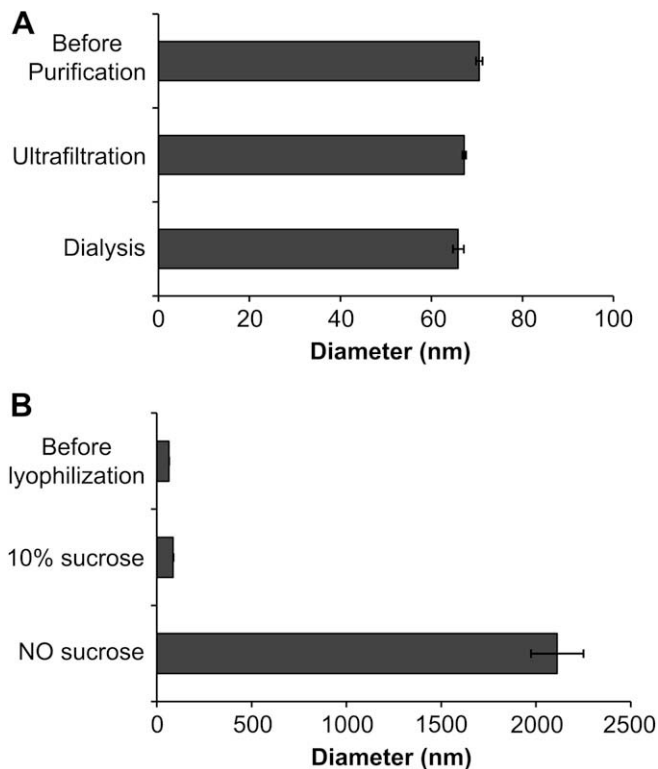 A
Before
Purification
Ultrafiltration
Dialysis
0 20 40 60 80 100
Diameter (nm)
B
Before
lyophilization
10% sucrose
NO sucrose
0 500 1000 1500 2000 2500
Diameter (nm)